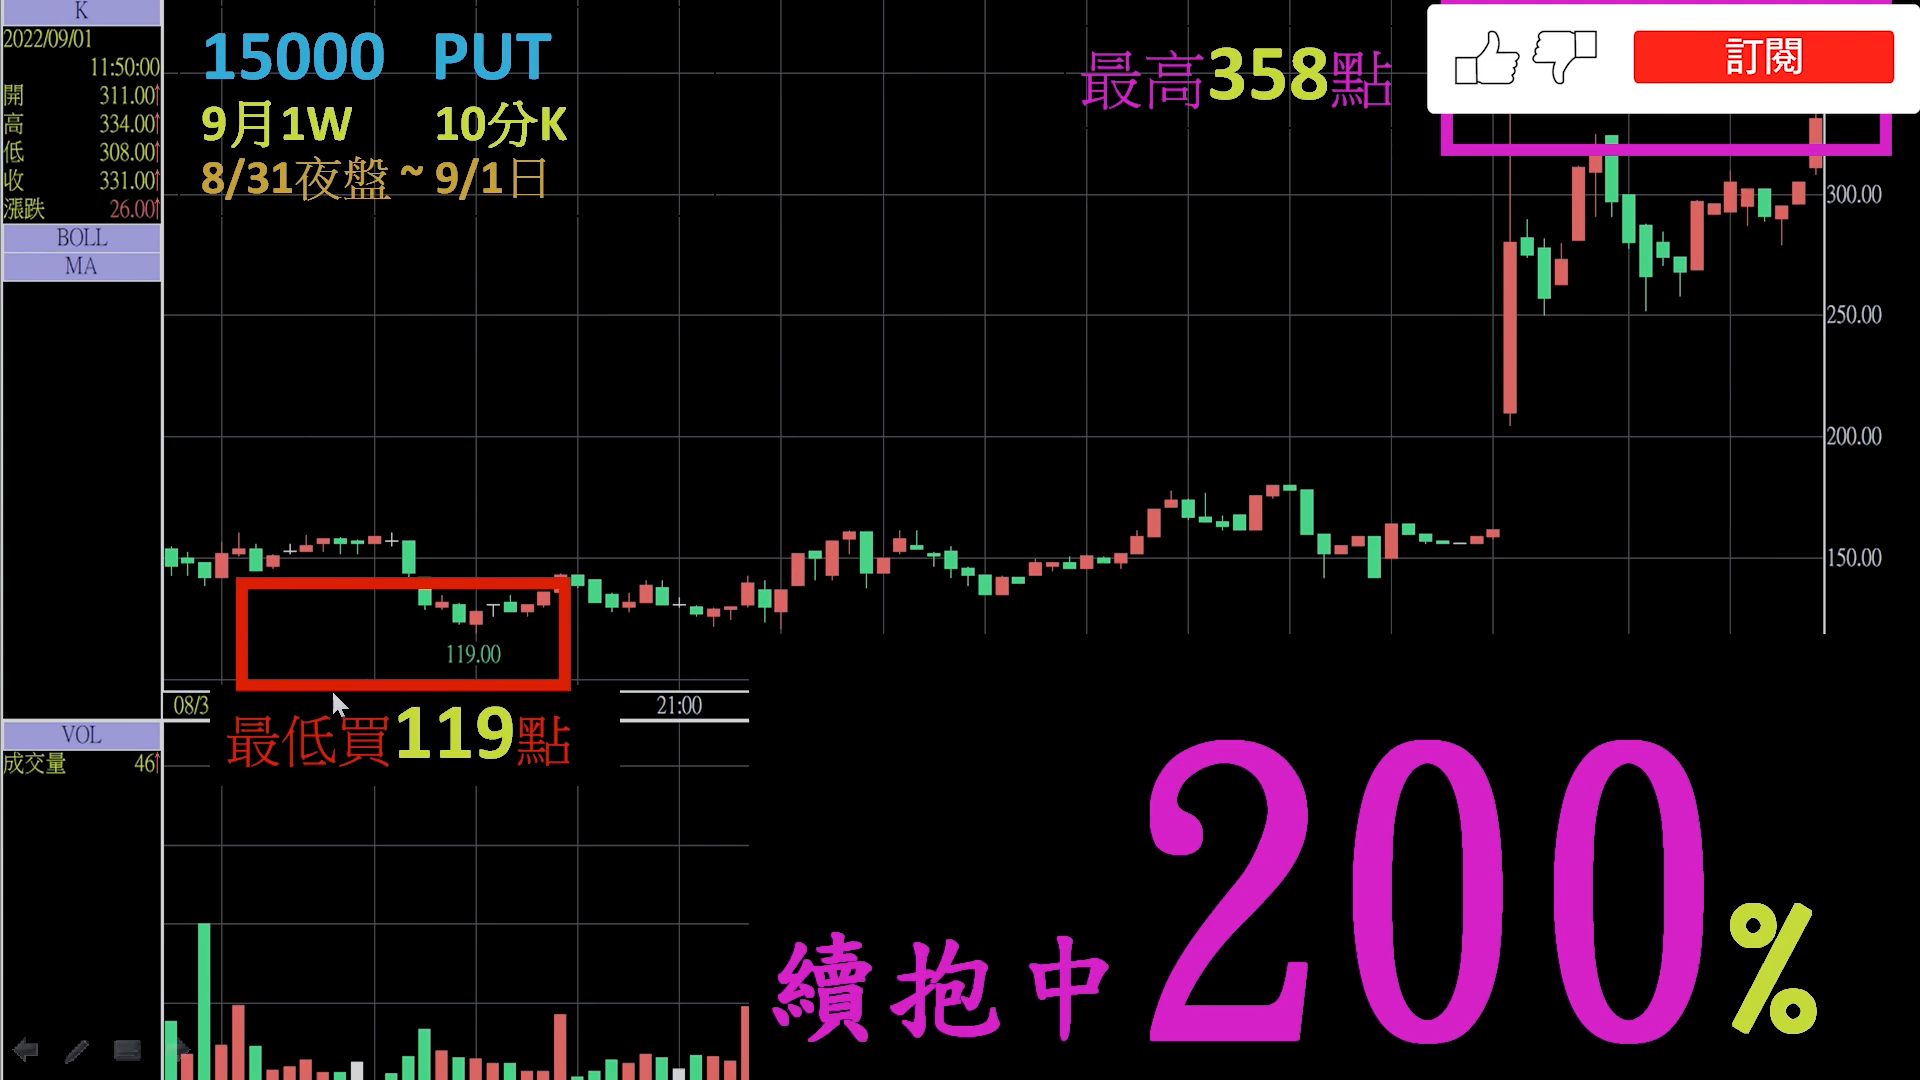 K
2022/09/01
11:50:00
開 311.00↑
高 334.00↑
低 308.00↑
收 331.00↑
漲跌 26.00↑
BOLL
MA
15000 PUT
9月1W 10分K
8/31夜盤 ~ 9/1日
最高358點
訂閱
300.00
250.00
200.00
150.00
119.00
08/3
21:00
最低買119點
VOL
成交量 46↑
續抱中200%